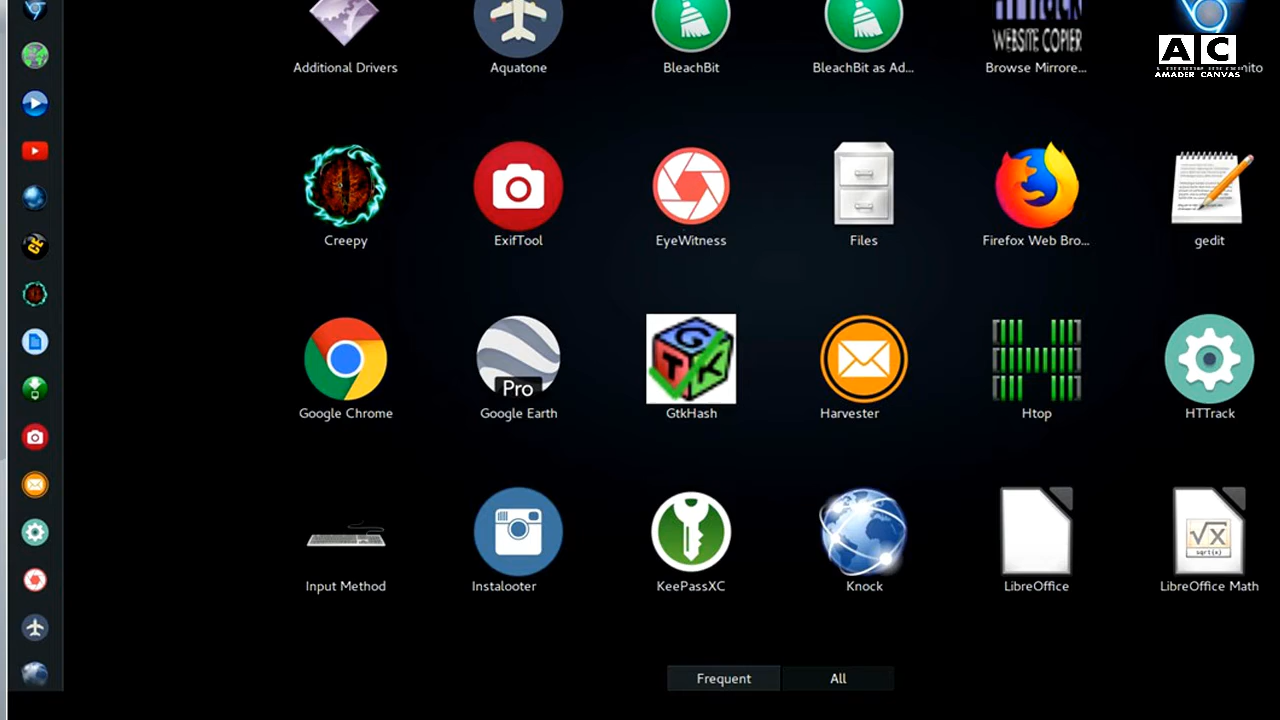 WEBSITE COPIER
A C
AMADER CANVAS
Additional Drivers
Aquatone
BleachBit
BleachBit as Ad...
Browse Mirrore...
Creepy
ExifTool
EyeWitness
Files
Firefox Web Bro...
gedit
Pro
Google Chrome
Google Earth
GtkHash
Harvester
Htop
HTTrack
Input Method
Instalooter
KeePassXC
Knock
LibreOffice
LibreOffice Math
Frequent
All